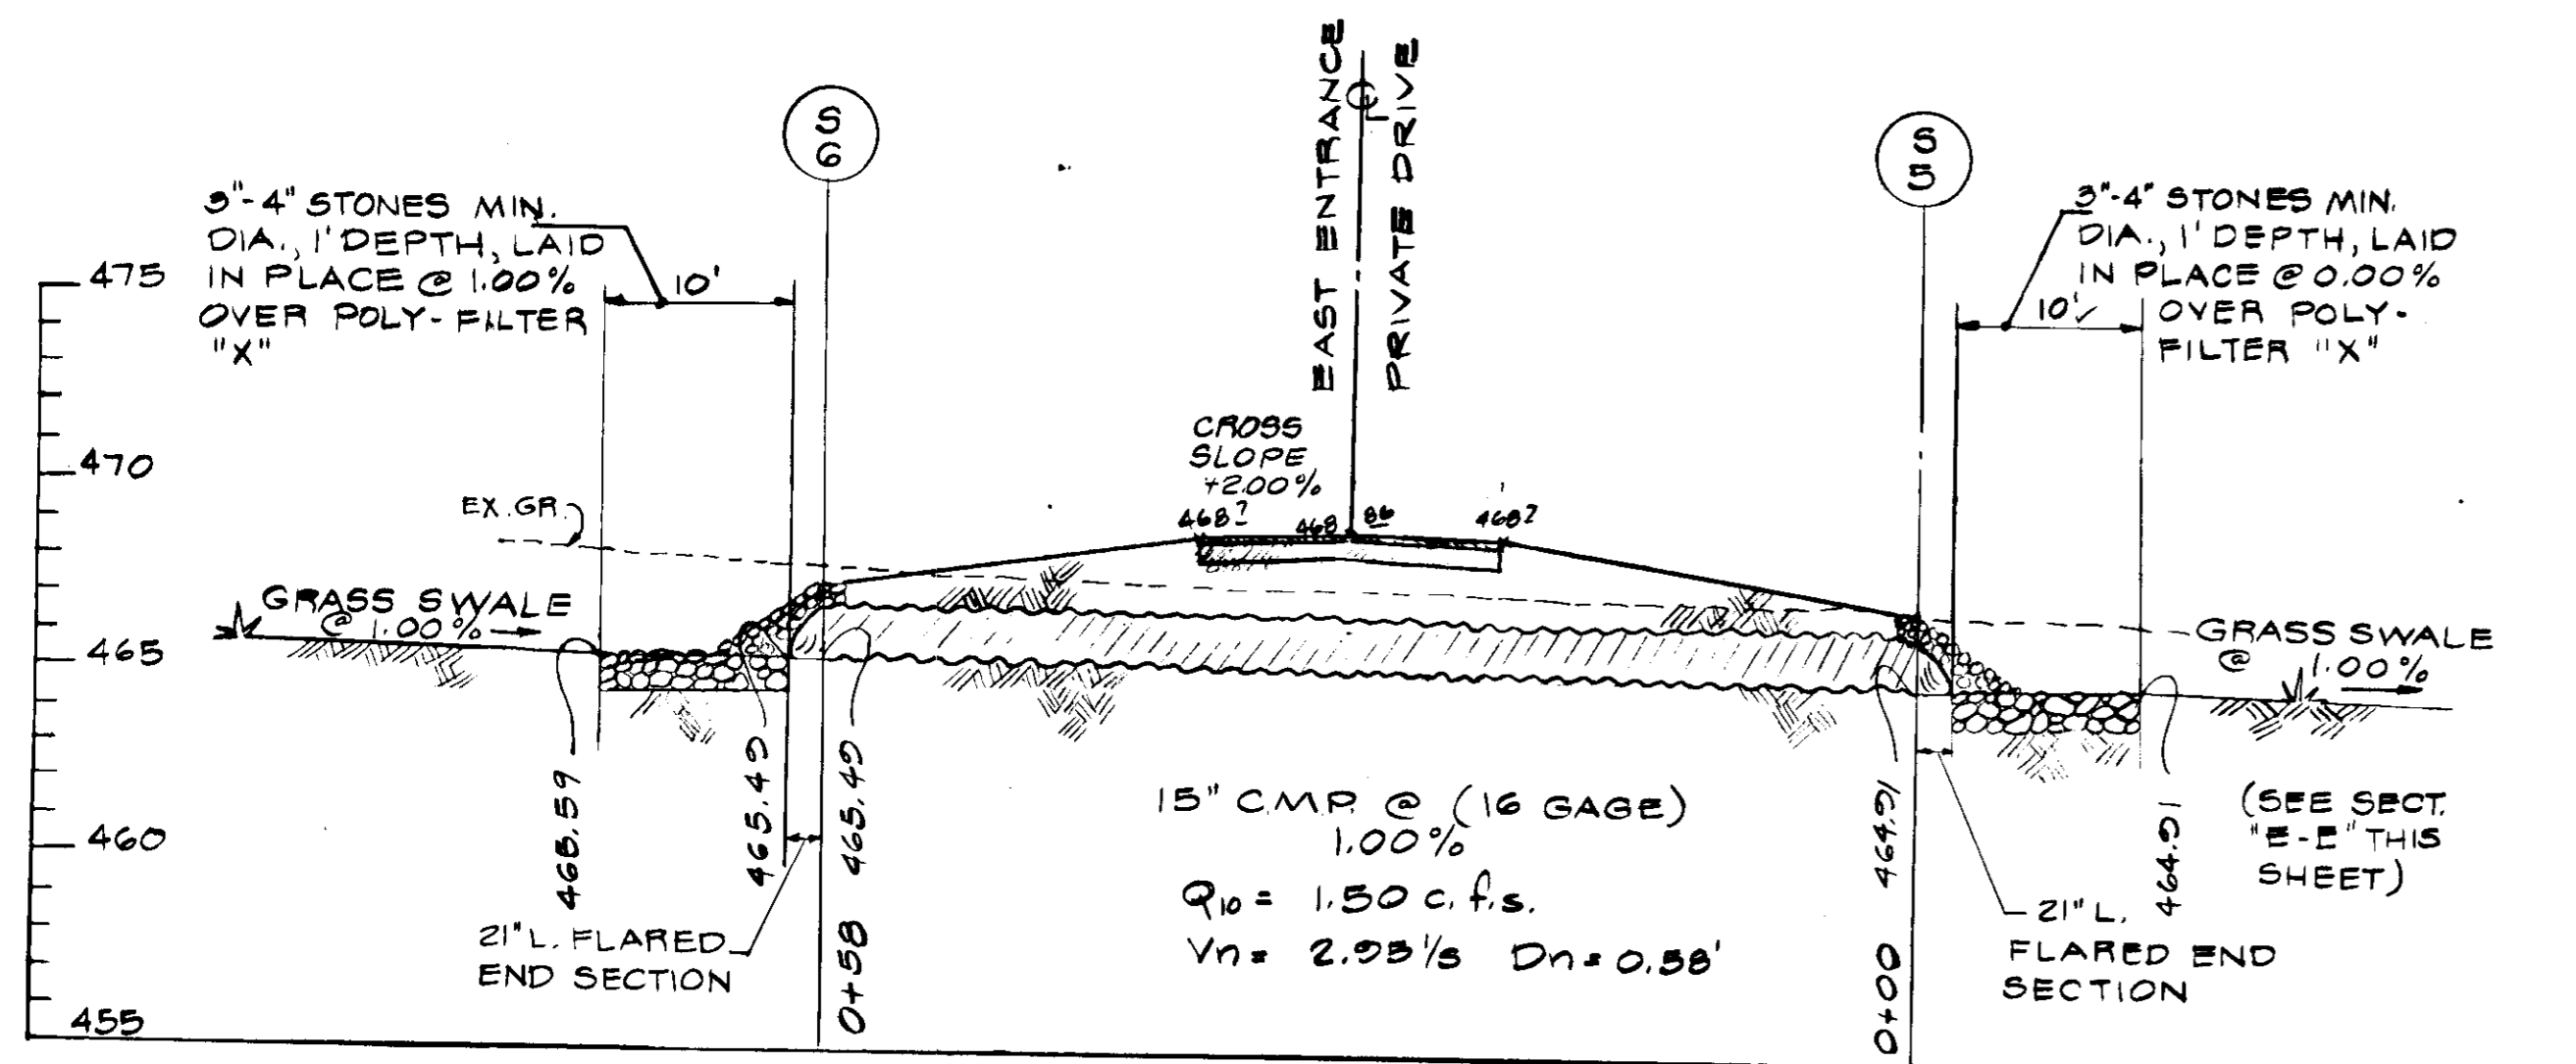 EAST ENTRANCE
PRIVATE DRIVE
S
6
S
5
3"-4" STONES MIN.
DIA., 1' DEPTH, LAID
IN PLACE @ 1.00%
OVER POLY-FILTER
"X"
10'
3"-4" STONES MIN.
DIA., 1' DEPTH, LAID
IN PLACE @ 0.00%
OVER POLY-
FILTER "X"
10'
475
470
465
460
455
CROSS
SLOPE
+2.00%
468
468 86
468
EX. GR.
GRASS SWALE
@ 1.00%
GRASS SWALE
@ 1.00%
465.59
465.49
465.49
464.91
464.91
15" C.M.P. @ (16 GAGE)
1.00%
Q10 = 1.50 c.f.s.
Vn = 2.95'/s Dn = 0.58'
21" L. FLARED
END SECTION
0+58
0+00
21" L.
FLARED END
SECTION
(SEE SECT.
"E-E" THIS
SHEET)